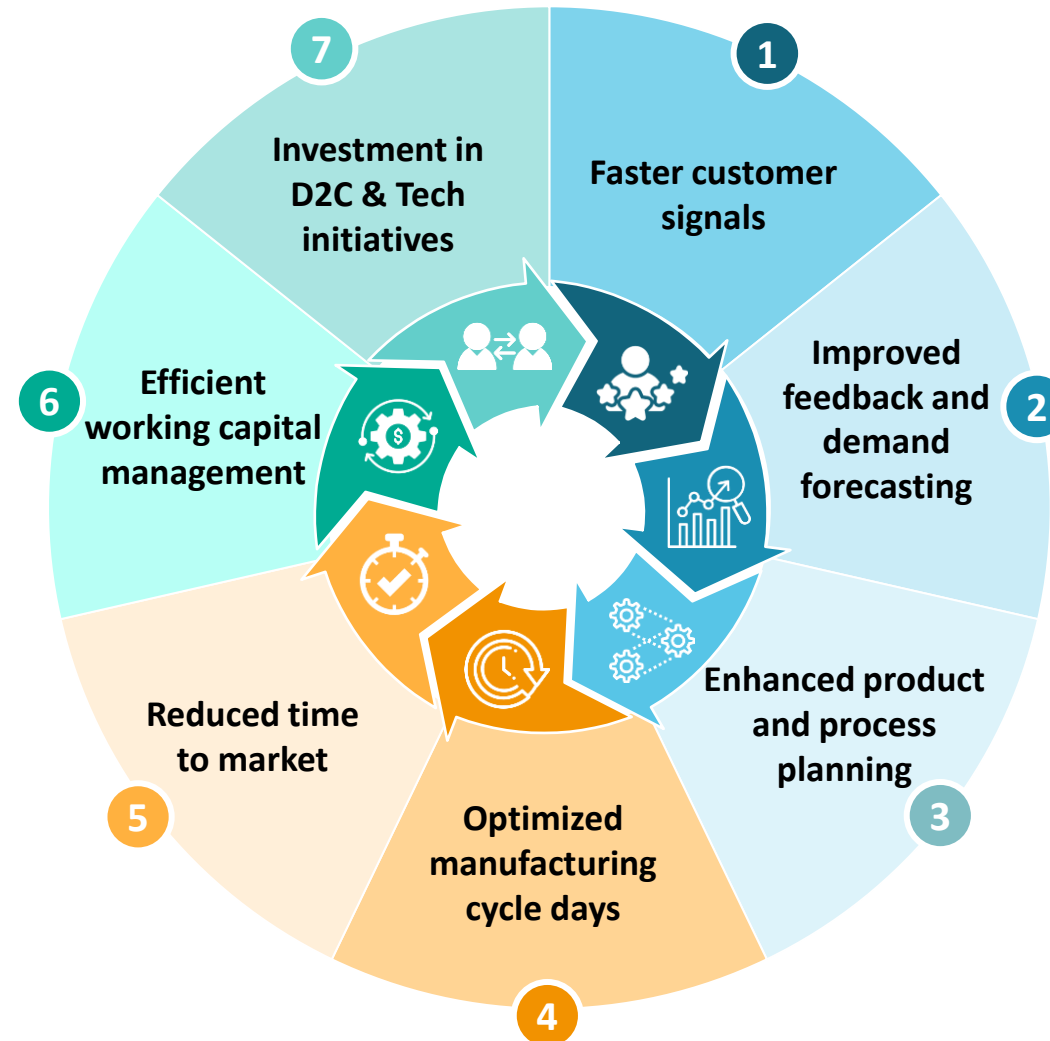 1
Faster customer
signals
2
Improved
feedback and
demand
forecasting
3
Enhanced product
and process
planning
4
Optimized
manufacturing
cycle days
5
Reduced time
to market
6
Efficient
working capital
management
7
Investment in
D2C & Tech
initiatives
$